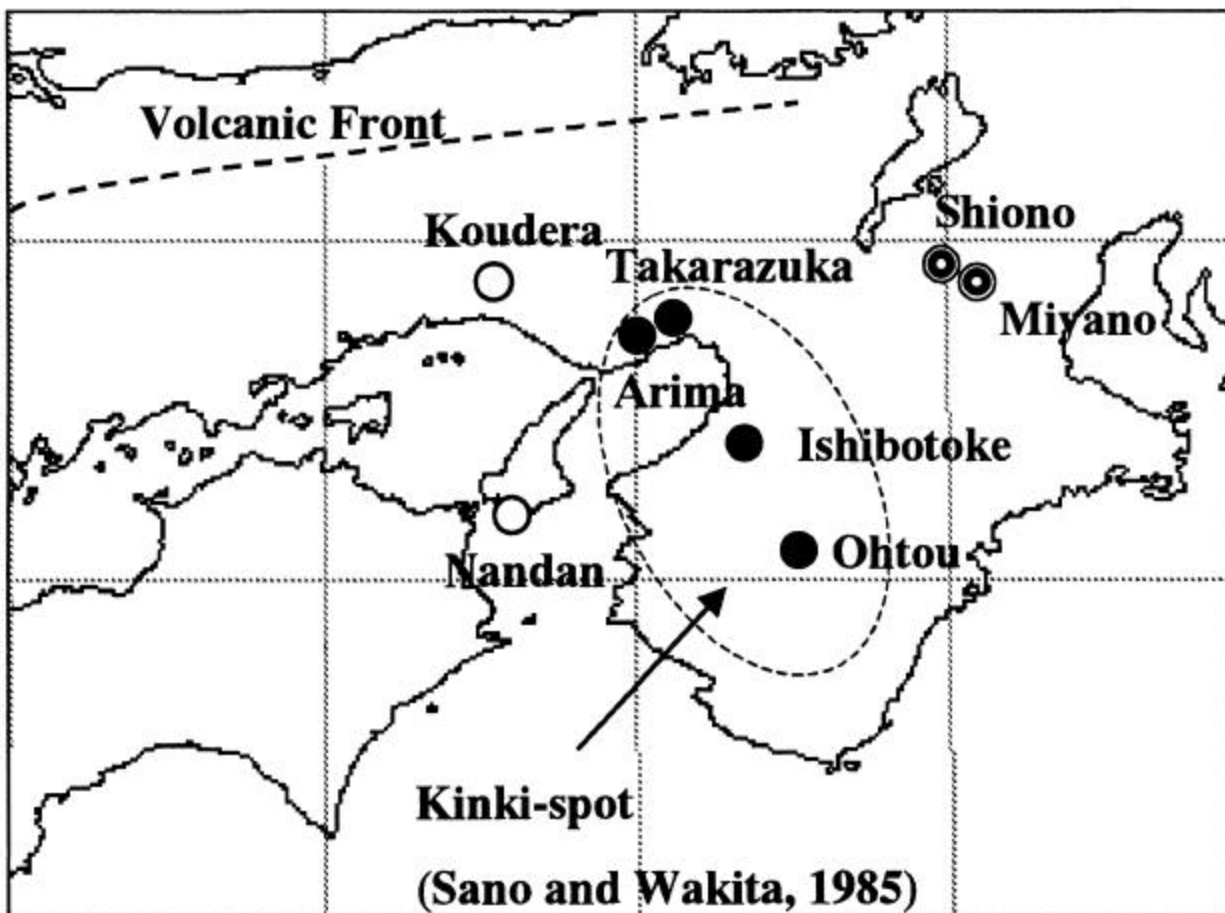 Volcanic Front
Shiono
Koudera
Takarazuka
Miyano
Arima
Ishibotoke
Ohtou
Nandan
Kinki-spot
(Sano and Wakita, 1985)